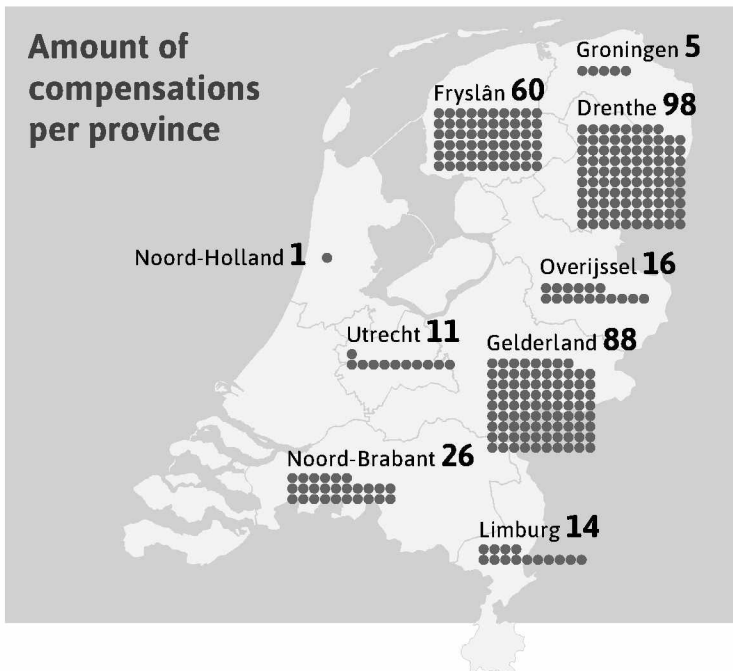 Amount of
compensations
per province
Groningen 5
Fryslân 60
Drenthe 98
Noord-Holland 1
Overijssel 16
Utrecht 11
Gelderland 88
Noord-Brabant 26
Limburg 14